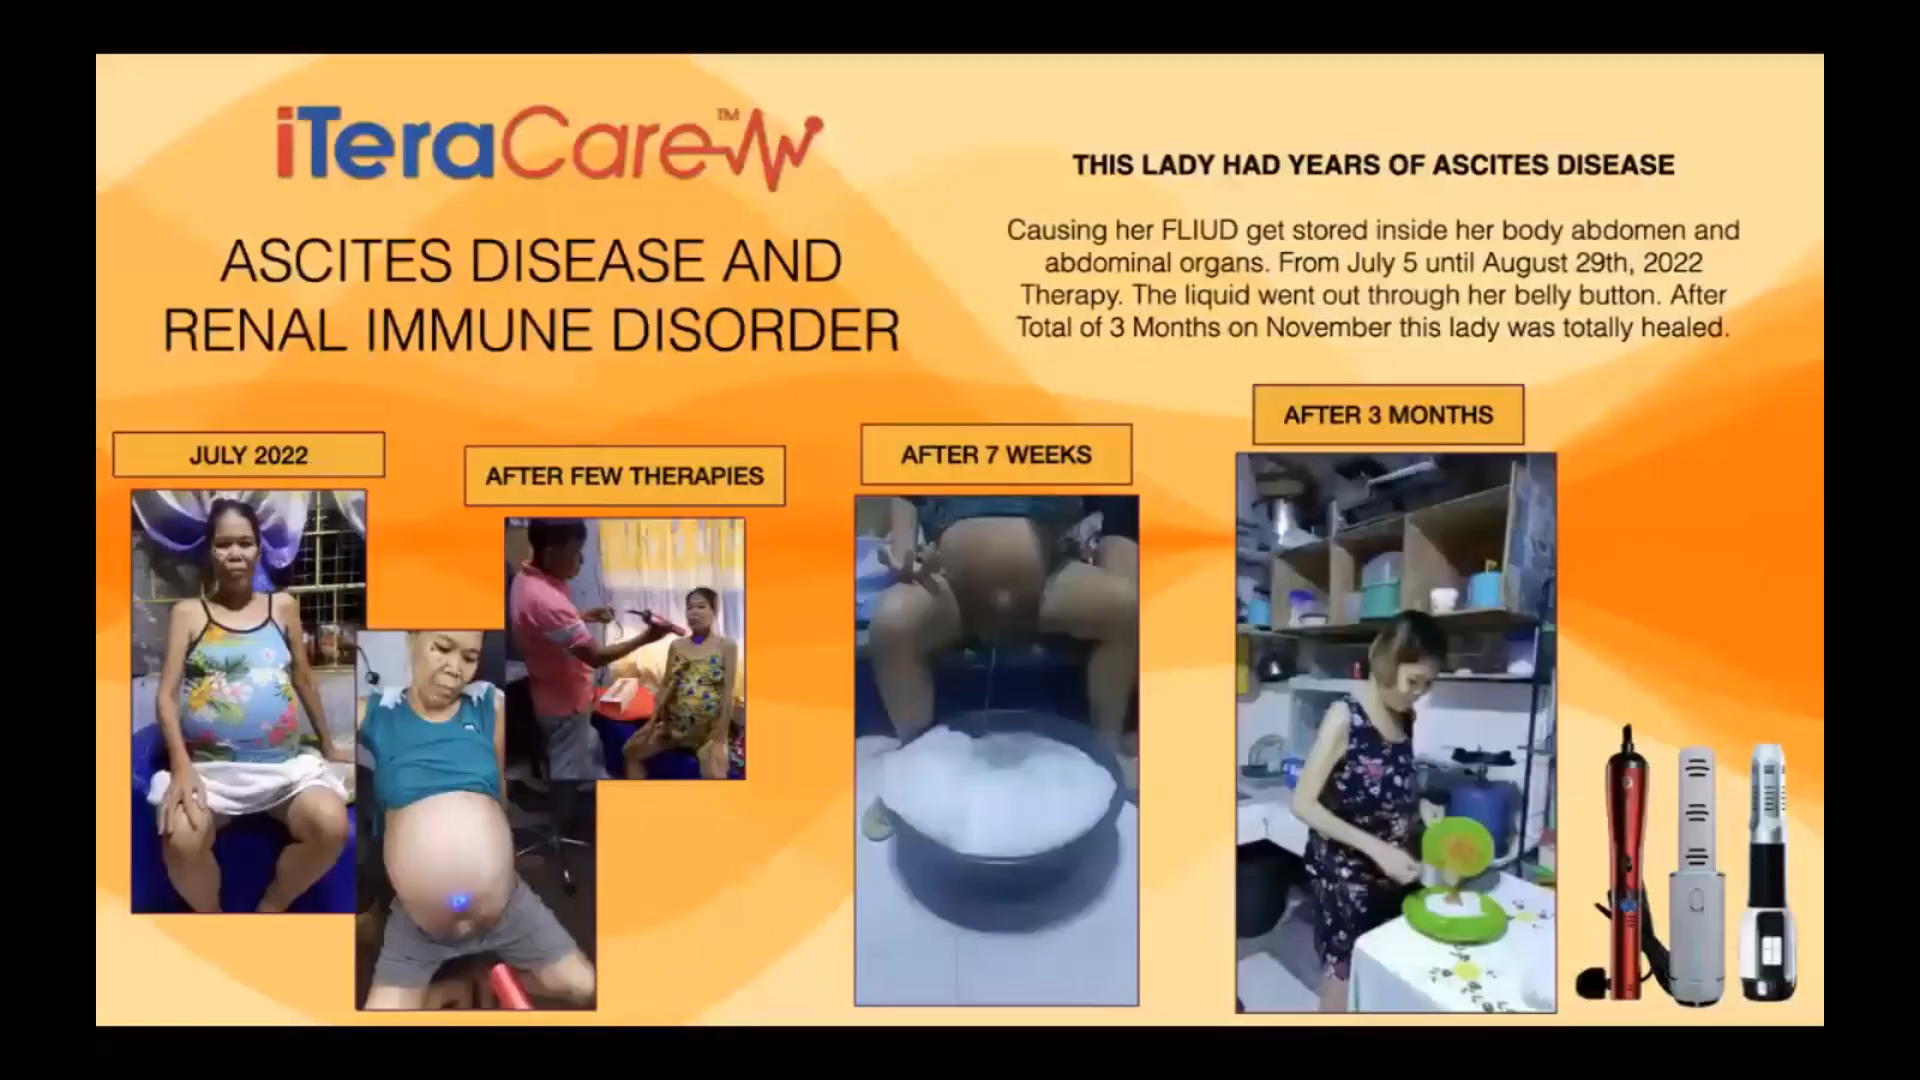 iTeraCare™
ASCITES DISEASE AND
RENAL IMMUNE DISORDER
THIS LADY HAD YEARS OF ASCITES DISEASE
Causing her FLIUD get stored inside her body abdomen and
abdominal organs. From July 5 until August 29th, 2022
Therapy. The liquid went out through her belly button. After
Total of 3 Months on November this lady was totally healed.
JULY 2022
AFTER FEW THERAPIES
AFTER 7 WEEKS
AFTER 3 MONTHS